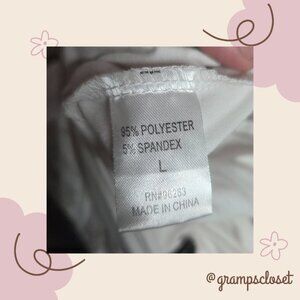 95% POLYESTER
5% SPANDEX
L
RN#96263
MADE IN CHINA
@grampscloset